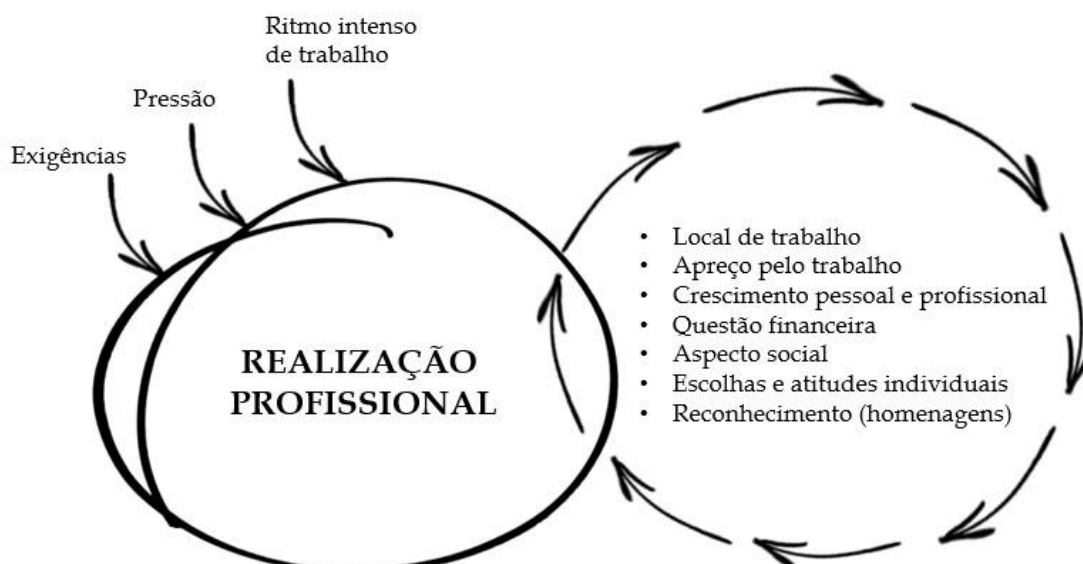 Ritmo intenso
de trabalho
Pressão
Exigências
REALIZAÇÃO
PROFISSIONAL
• Local de trabalho
• Apreço pelo trabalho
• Crescimento pessoal e profissional
• Questão financeira
• Aspecto social
• Escolhas e atitudes individuais
• Reconhecimento (homenagens)